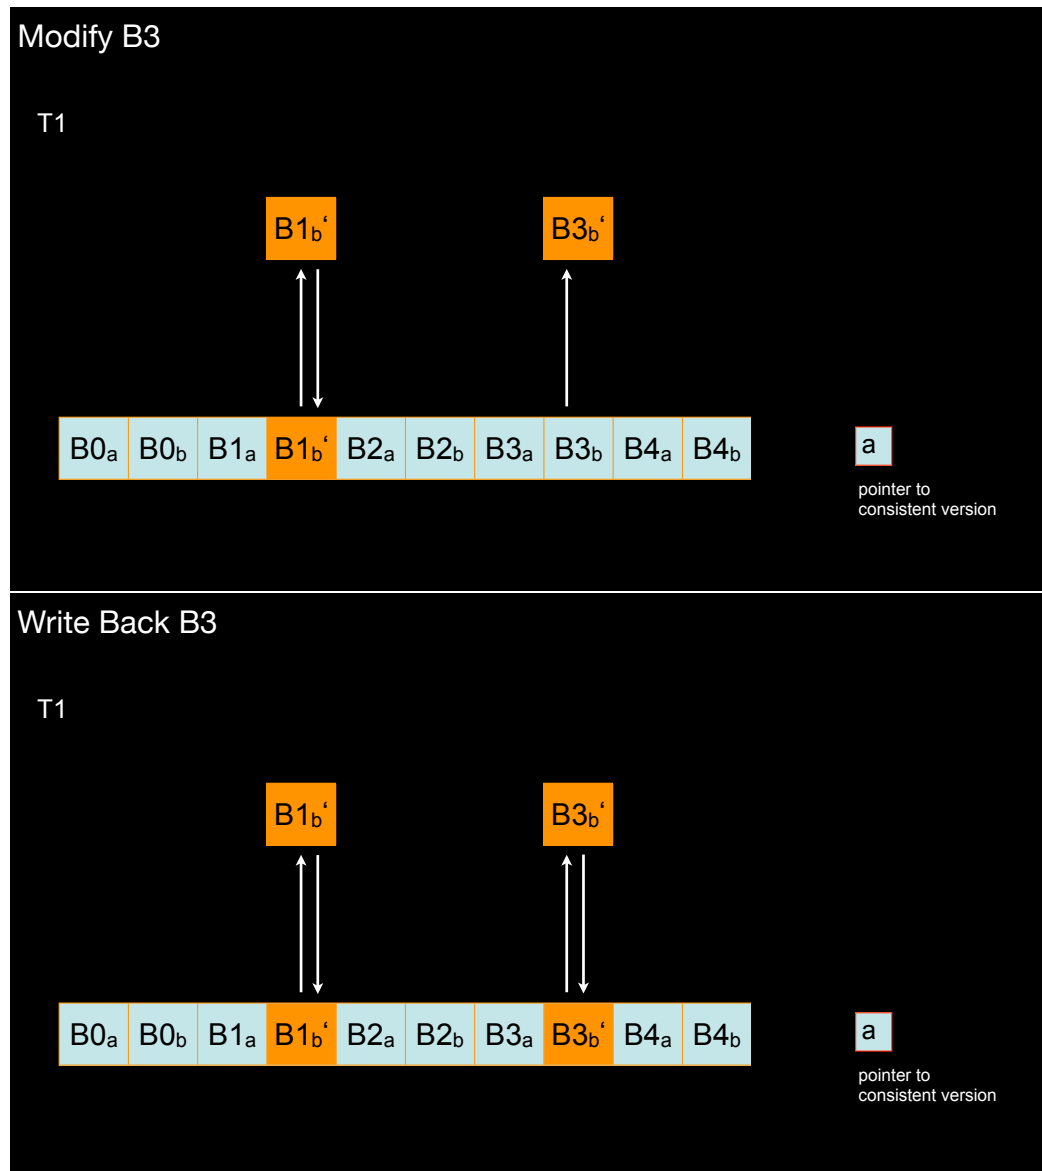 Modify B3
T1
B1b‘ B3b‘
B0a B0b B1a B1b‘ B2a B2b B3a B3b B4a B4b a
pointer to
consistent version
Write Back B3
T1
B1b‘ B3b‘
B0a B0b B1a B1b‘ B2a B2b B3a B3b‘ B4a B4b a
pointer to
consistent version